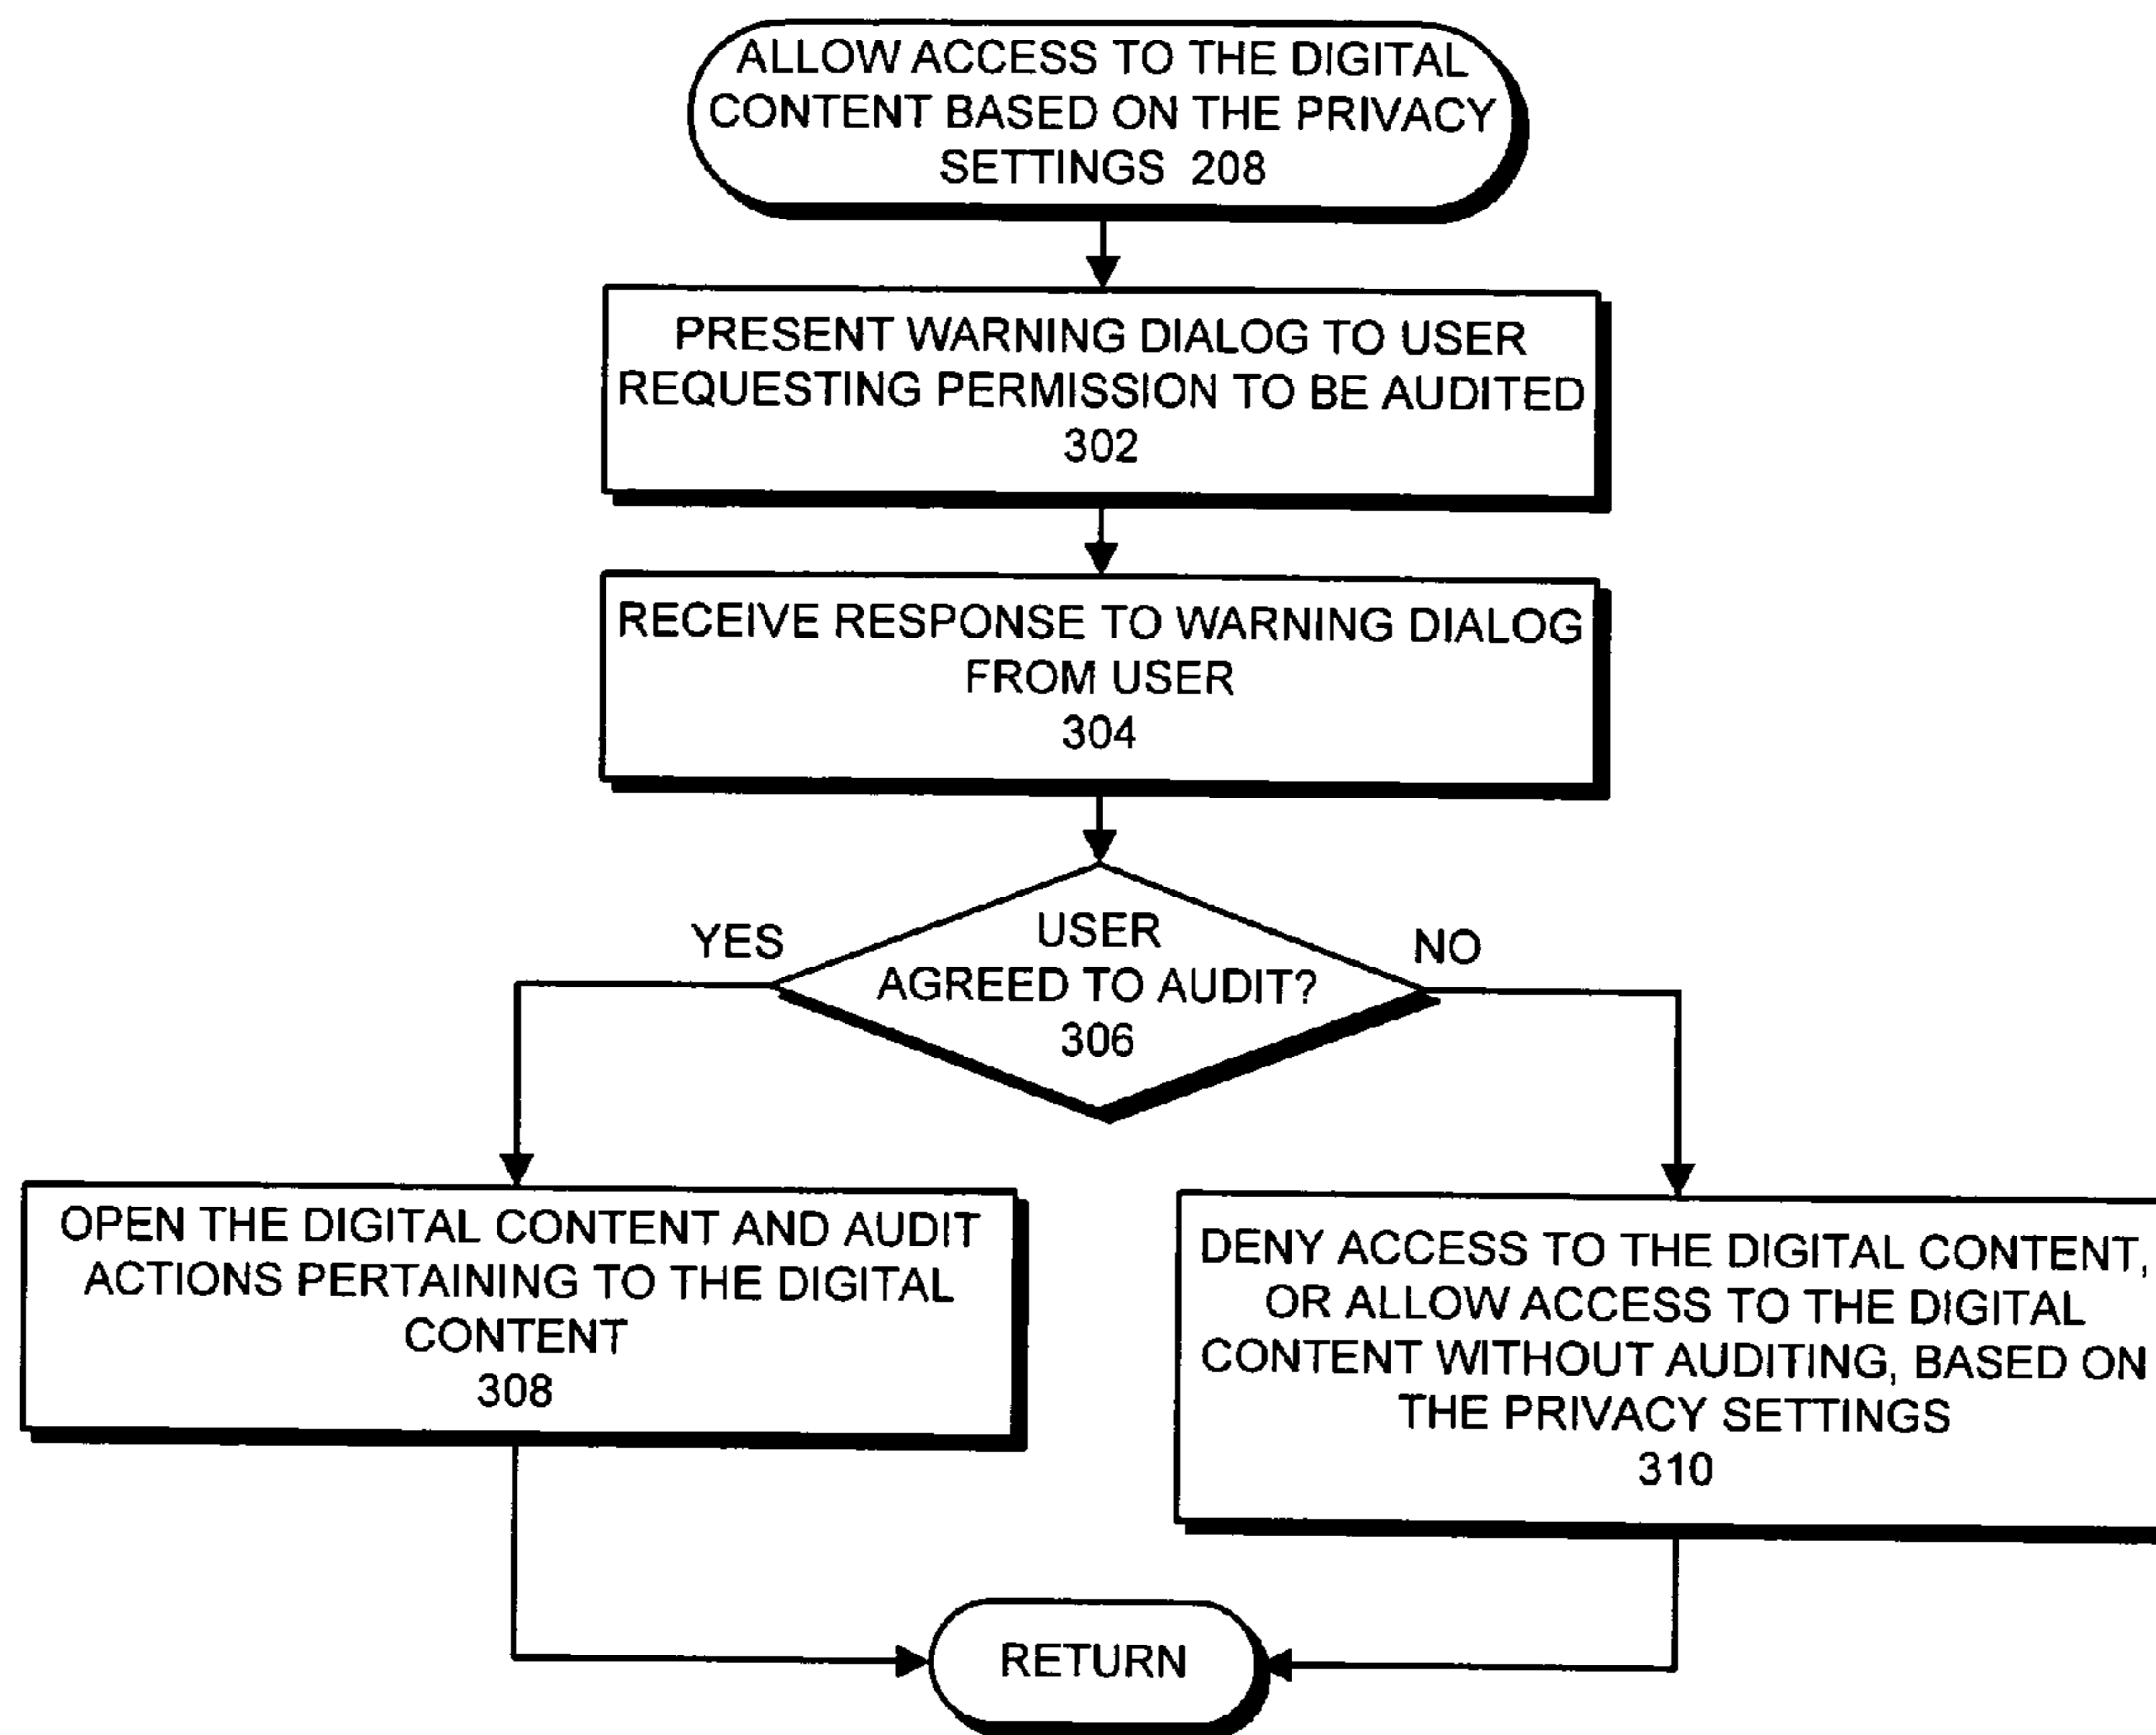 ALLOW ACCESS TO THE DIGITAL
CONTENT BASED ON THE PRIVACY
SETTINGS 208
PRESENT WARNING DIALOG TO USER
REQUESTING PERMISSION TO BE AUDITED
302
RECEIVE RESPONSE TO WARNING DIALOG
FROM USER
304
YES
USER
AGREED TO AUDIT?
306
NO
OPEN THE DIGITAL CONTENT AND AUDIT
ACTIONS PERTAINING TO THE DIGITAL
CONTENT
308
DENY ACCESS TO THE DIGITAL CONTENT,
OR ALLOW ACCESS TO THE DIGITAL
CONTENT WITHOUT AUDITING, BASED ON
THE PRIVACY SETTINGS
310
RETURN